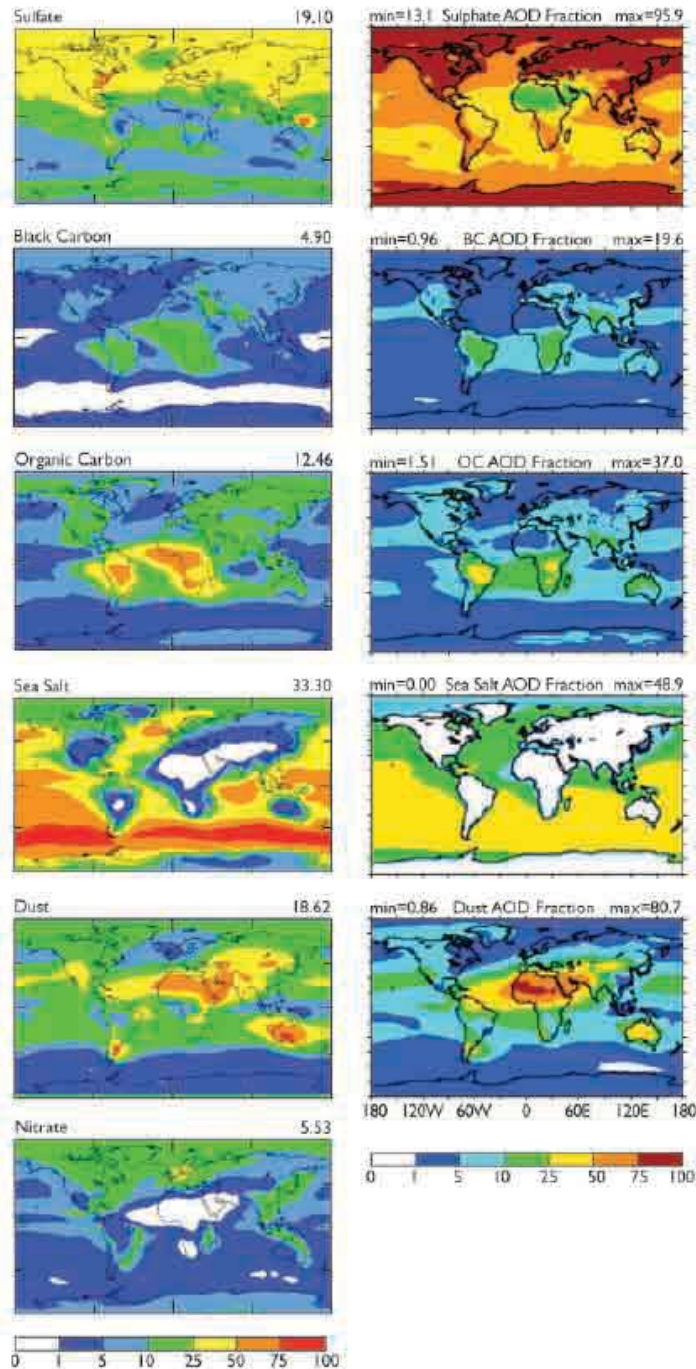 Sulfate 19.10
min=13.1 Sulphate AOD Fraction max=95.9
Black Carbon 4.90
min=0.96 BC AOD Fraction max=19.6
Organic Carbon 12.46
min=1.51 OC AOD Fraction max=37.0
Sea Salt 33.30
min=0.00 Sea Salt AOD Fraction max=48.9
Dust 18.62
min=0.86 Dust AOD Fraction max=80.7
180 120W 60W 0 60E 120E 180
Nitrate 5.53
0 1 5 10 25 50 75 100
0 1 5 10 25 50 75 100